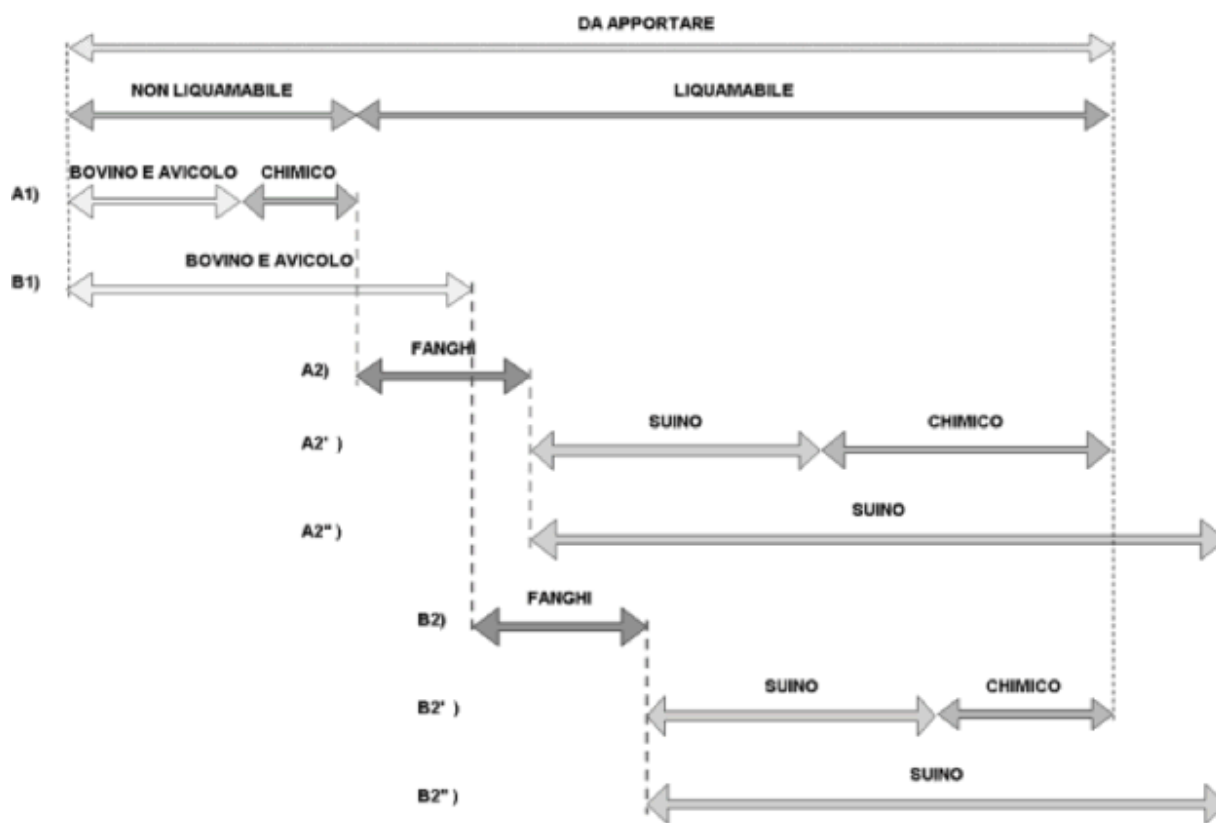 DA APPORTARE
NON LIQUAMABILE LIQUAMABILE
BOVINO E AVICOLO CHIMICO
A1)
BOVINO E AVICOLO
B1)
FANGHI
A2)
SUINO CHIMICO
A2' )
SUINO
A2" )
FANGHI
B2)
SUINO CHIMICO
B2' )
SUINO
B2" )